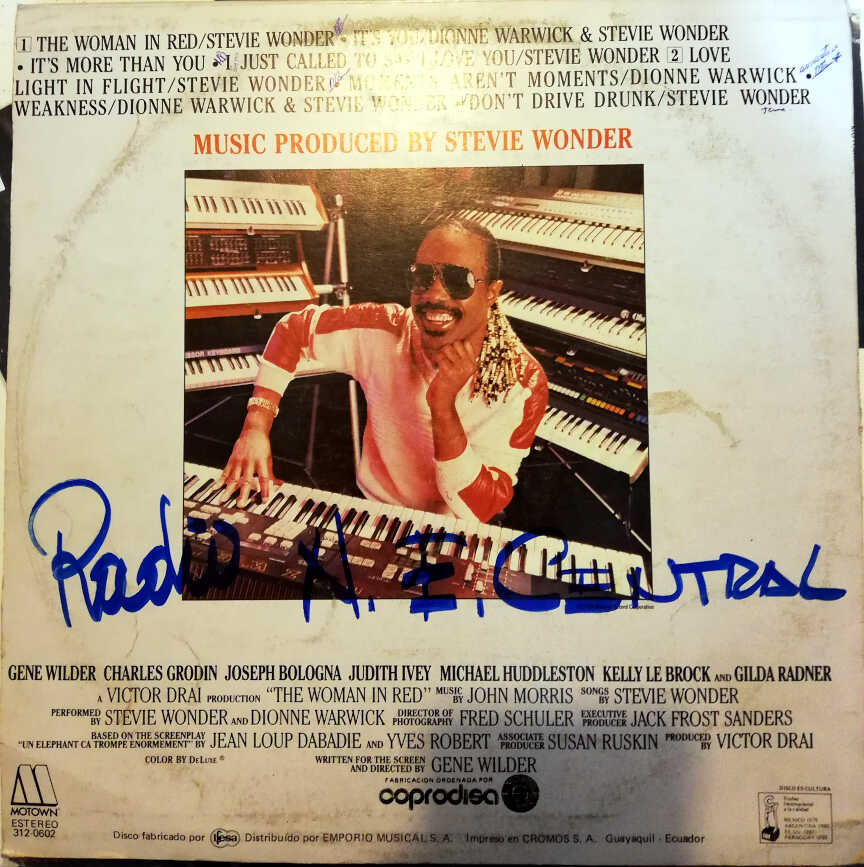 1 THE WOMAN IN RED/STEVIE WONDER • IT'S YOU/DIONNE WARWICK & STEVIE WONDER
• IT'S MORE THAN YOU • I JUST CALLED TO SAY I LOVE YOU/STEVIE WONDER 2 LOVE
LIGHT IN FLIGHT/STEVIE WONDER • MOMENTS AREN'T MOMENTS/DIONNE WARWICK •
WEAKNESS/DIONNE WARWICK & STEVIE WONDER • DON'T DRIVE DRUNK/STEVIE WONDER
MUSIC PRODUCED BY STEVIE WONDER
Radio N.E. CENTRAL
GENE WILDER CHARLES GRODIN JOSEPH BOLOGNA JUDITH IVEY MICHAEL HUDDLESTON KELLY LE BROCK AND GILDA RADNER
A VICTOR DRAI PRODUCTION "THE WOMAN IN RED" MUSIC BY JOHN MORRIS SONGS BY STEVIE WONDER
PERFORMED BY STEVIE WONDER AND DIONNE WARWICK DIRECTOR OF PHOTOGRAPHY FRED SCHULER EXECUTIVE PRODUCER JACK FROST SANDERS
BASED ON THE SCREENPLAY "UN ELEPHANT CA TROMPE ENORMEMENT" BY JEAN LOUP DABADIE AND YVES ROBERT ASSOCIATE PRODUCER SUSAN RUSKIN PRODUCED BY VICTOR DRAI
COLOR BY DELUXE ® WRITTEN FOR THE SCREEN AND DIRECTED BY GENE WILDER
FABRICACION ORDENADA POR
coprodisa
MOTOWN
ESTEREO
312-0602
DISCO ES CULTURA
Disco fabricado por ifesa Distribuído por EMPORIO MUSICAL S. A. Impreso en CROMOS S. A. Guayaquil - Ecuador